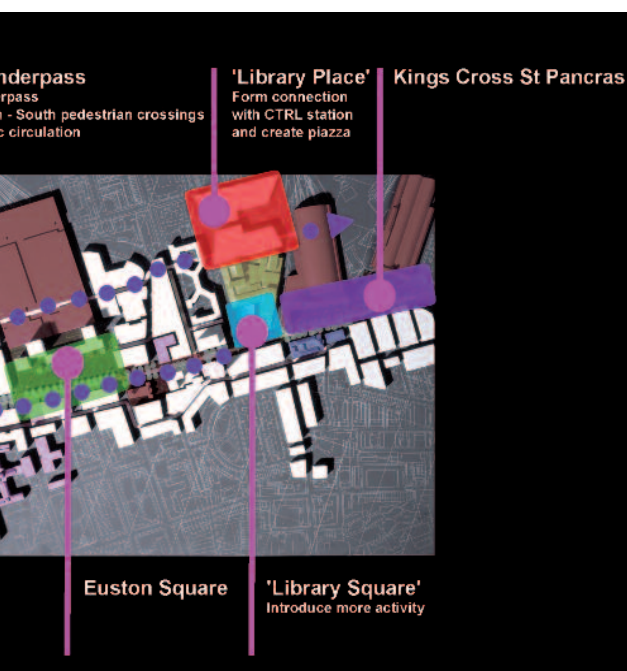 nderpass
rpass
- South pedestrian crossings
c circulation
'Library Place'
Form connection
with CTRL station
and create piazza
Kings Cross St Pancras
Euston Square
'Library Square'
Introduce more activity